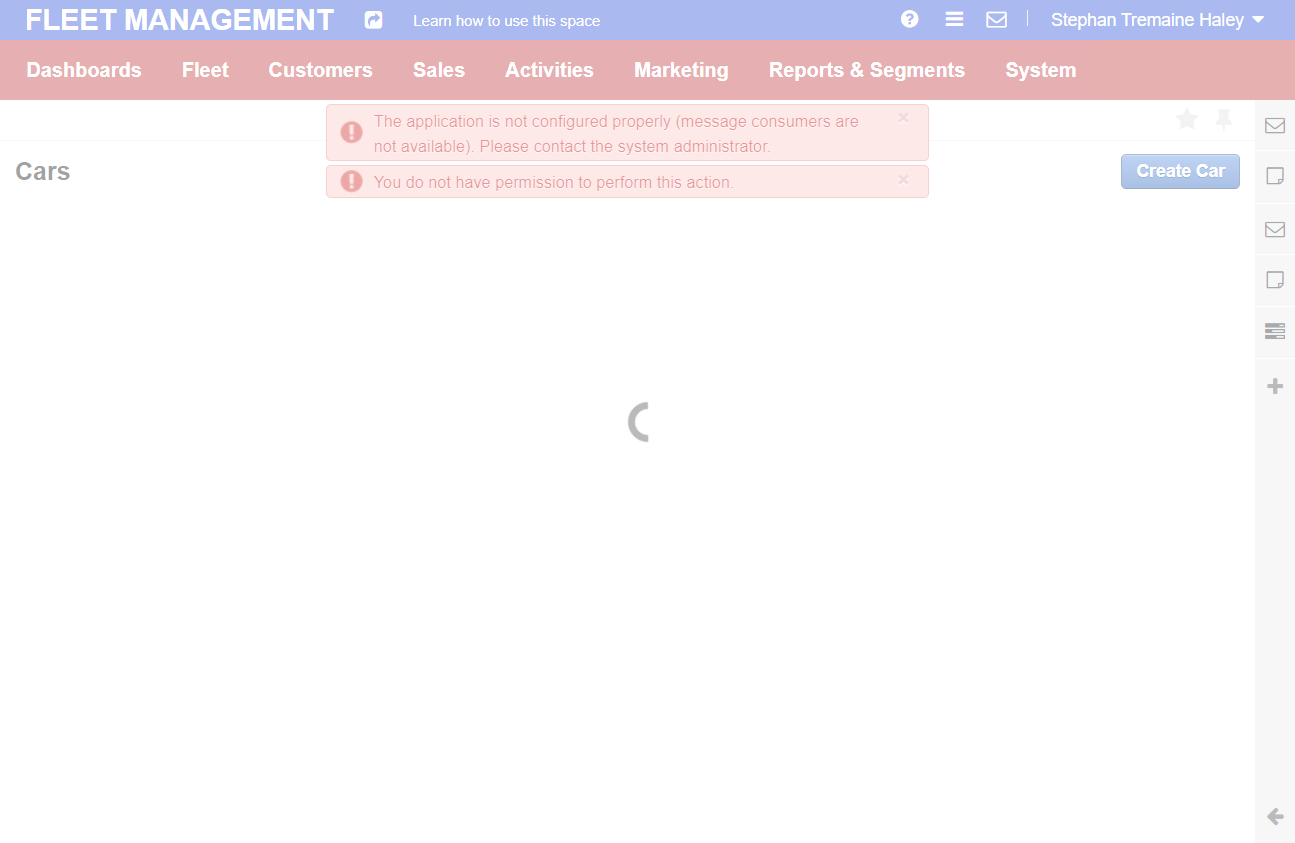 FLEET MANAGEMENT Learn how to use this space Stephan Tremaine Haley
Dashboards Fleet Customers Sales Activities Marketing Reports & Segments System
The application is not configured properly (message consumers are
not available). Please contact the system administrator.
Cars
Create Car
You do not have permission to perform this action.